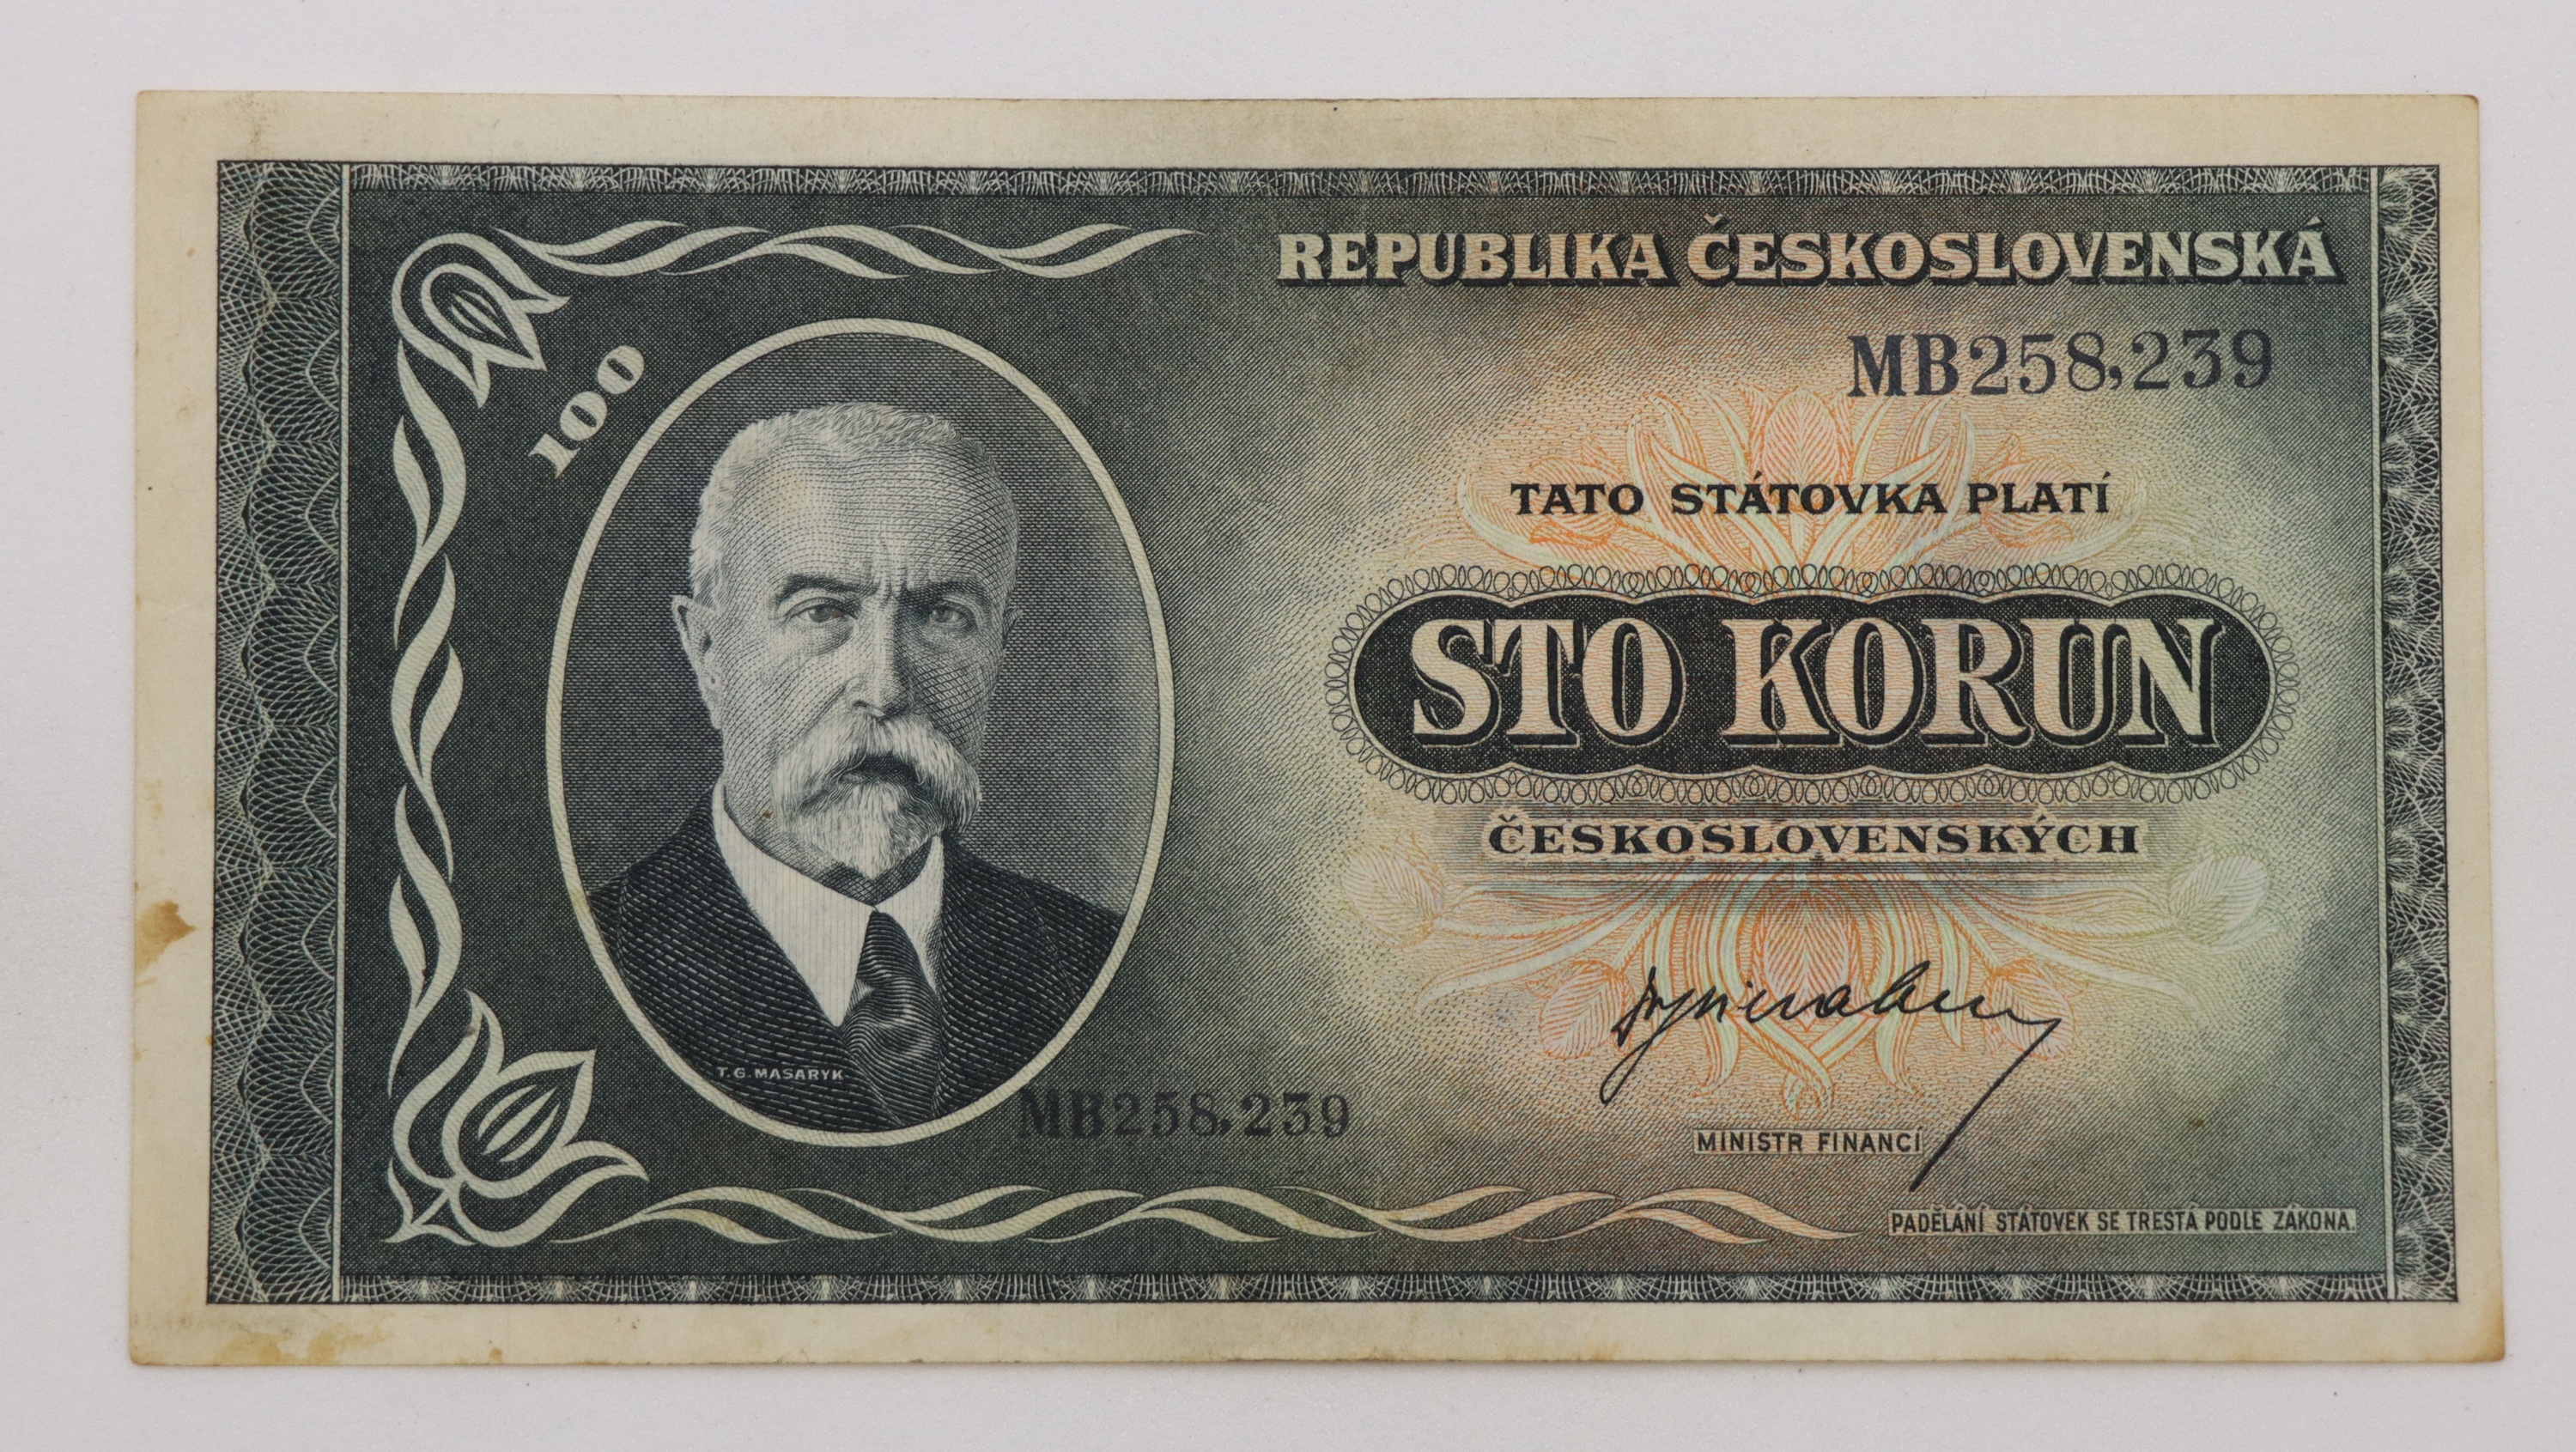 REPUBLIKA ČESKOSLOVENSKÁ
100
MB258,239
TATO STÁTOVKA PLATÍ
STO KORUN
ČESKOSLOVENSKÝCH
T. G. MASARYK
MB258,239
MINISTR FINANCÍ
PADĚLÁNÍ STÁTOVEK SE TRESTÁ PODLE ZÁKONA.